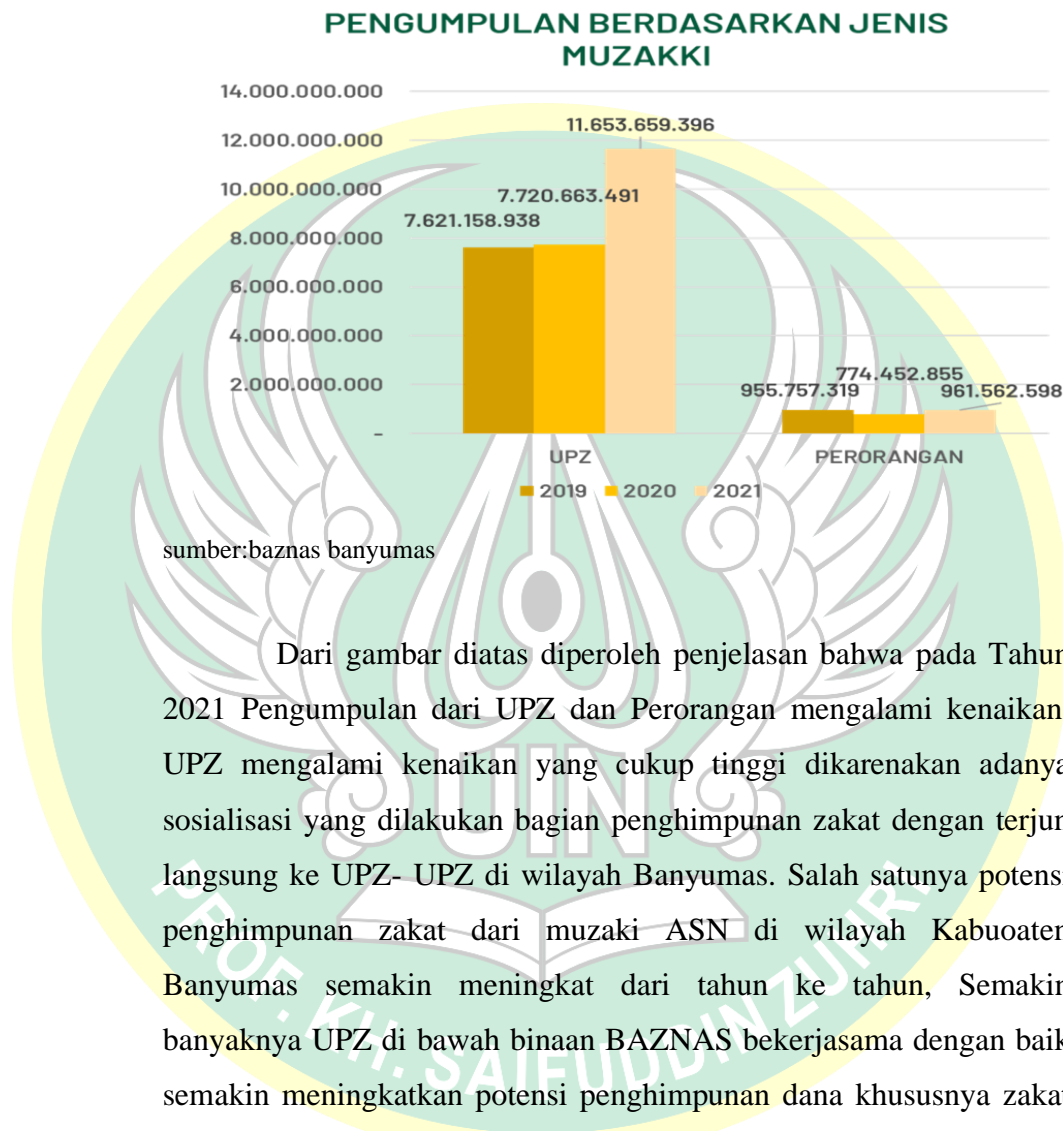 PENGUMPULAN BERDASARKAN JENIS
MUZAKKI
14.000.000.000
12.000.000.000
10.000.000.000
8.000.000.000
6.000.000.000
4.000.000.000
2.000.000.000
-
7.621.158.938
7.720.663.491
11.653.659.396
955.757.319
774.452.855
961.562.598
UPZ
PERORANGAN
2019 2020 2021
sumber:baznas banyumas
Dari gambar diatas diperoleh penjelasan bahwa pada Tahun
2021 Pengumpulan dari UPZ dan Perorangan mengalami kenaikan
UPZ mengalami kenaikan yang cukup tinggi dikarenakan adanya
sosialisasi yang dilakukan bagian penghimpunan zakat dengan terjun
langsung ke UPZ- UPZ di wilayah Banyumas. Salah satunya potensi
penghimpunan zakat dari muzaki ASN di wilayah Kabuoaten
Banyumas semakin meningkat dari tahun ke tahun, Semakin
banyaknya UPZ di bawah binaan BAZNAS bekerjasama dengan baik
semakin meningkatkan potensi penghimpunan dana khususnya zakat
UIN
PROF. KH. SAIFUDDIN ZUHRI